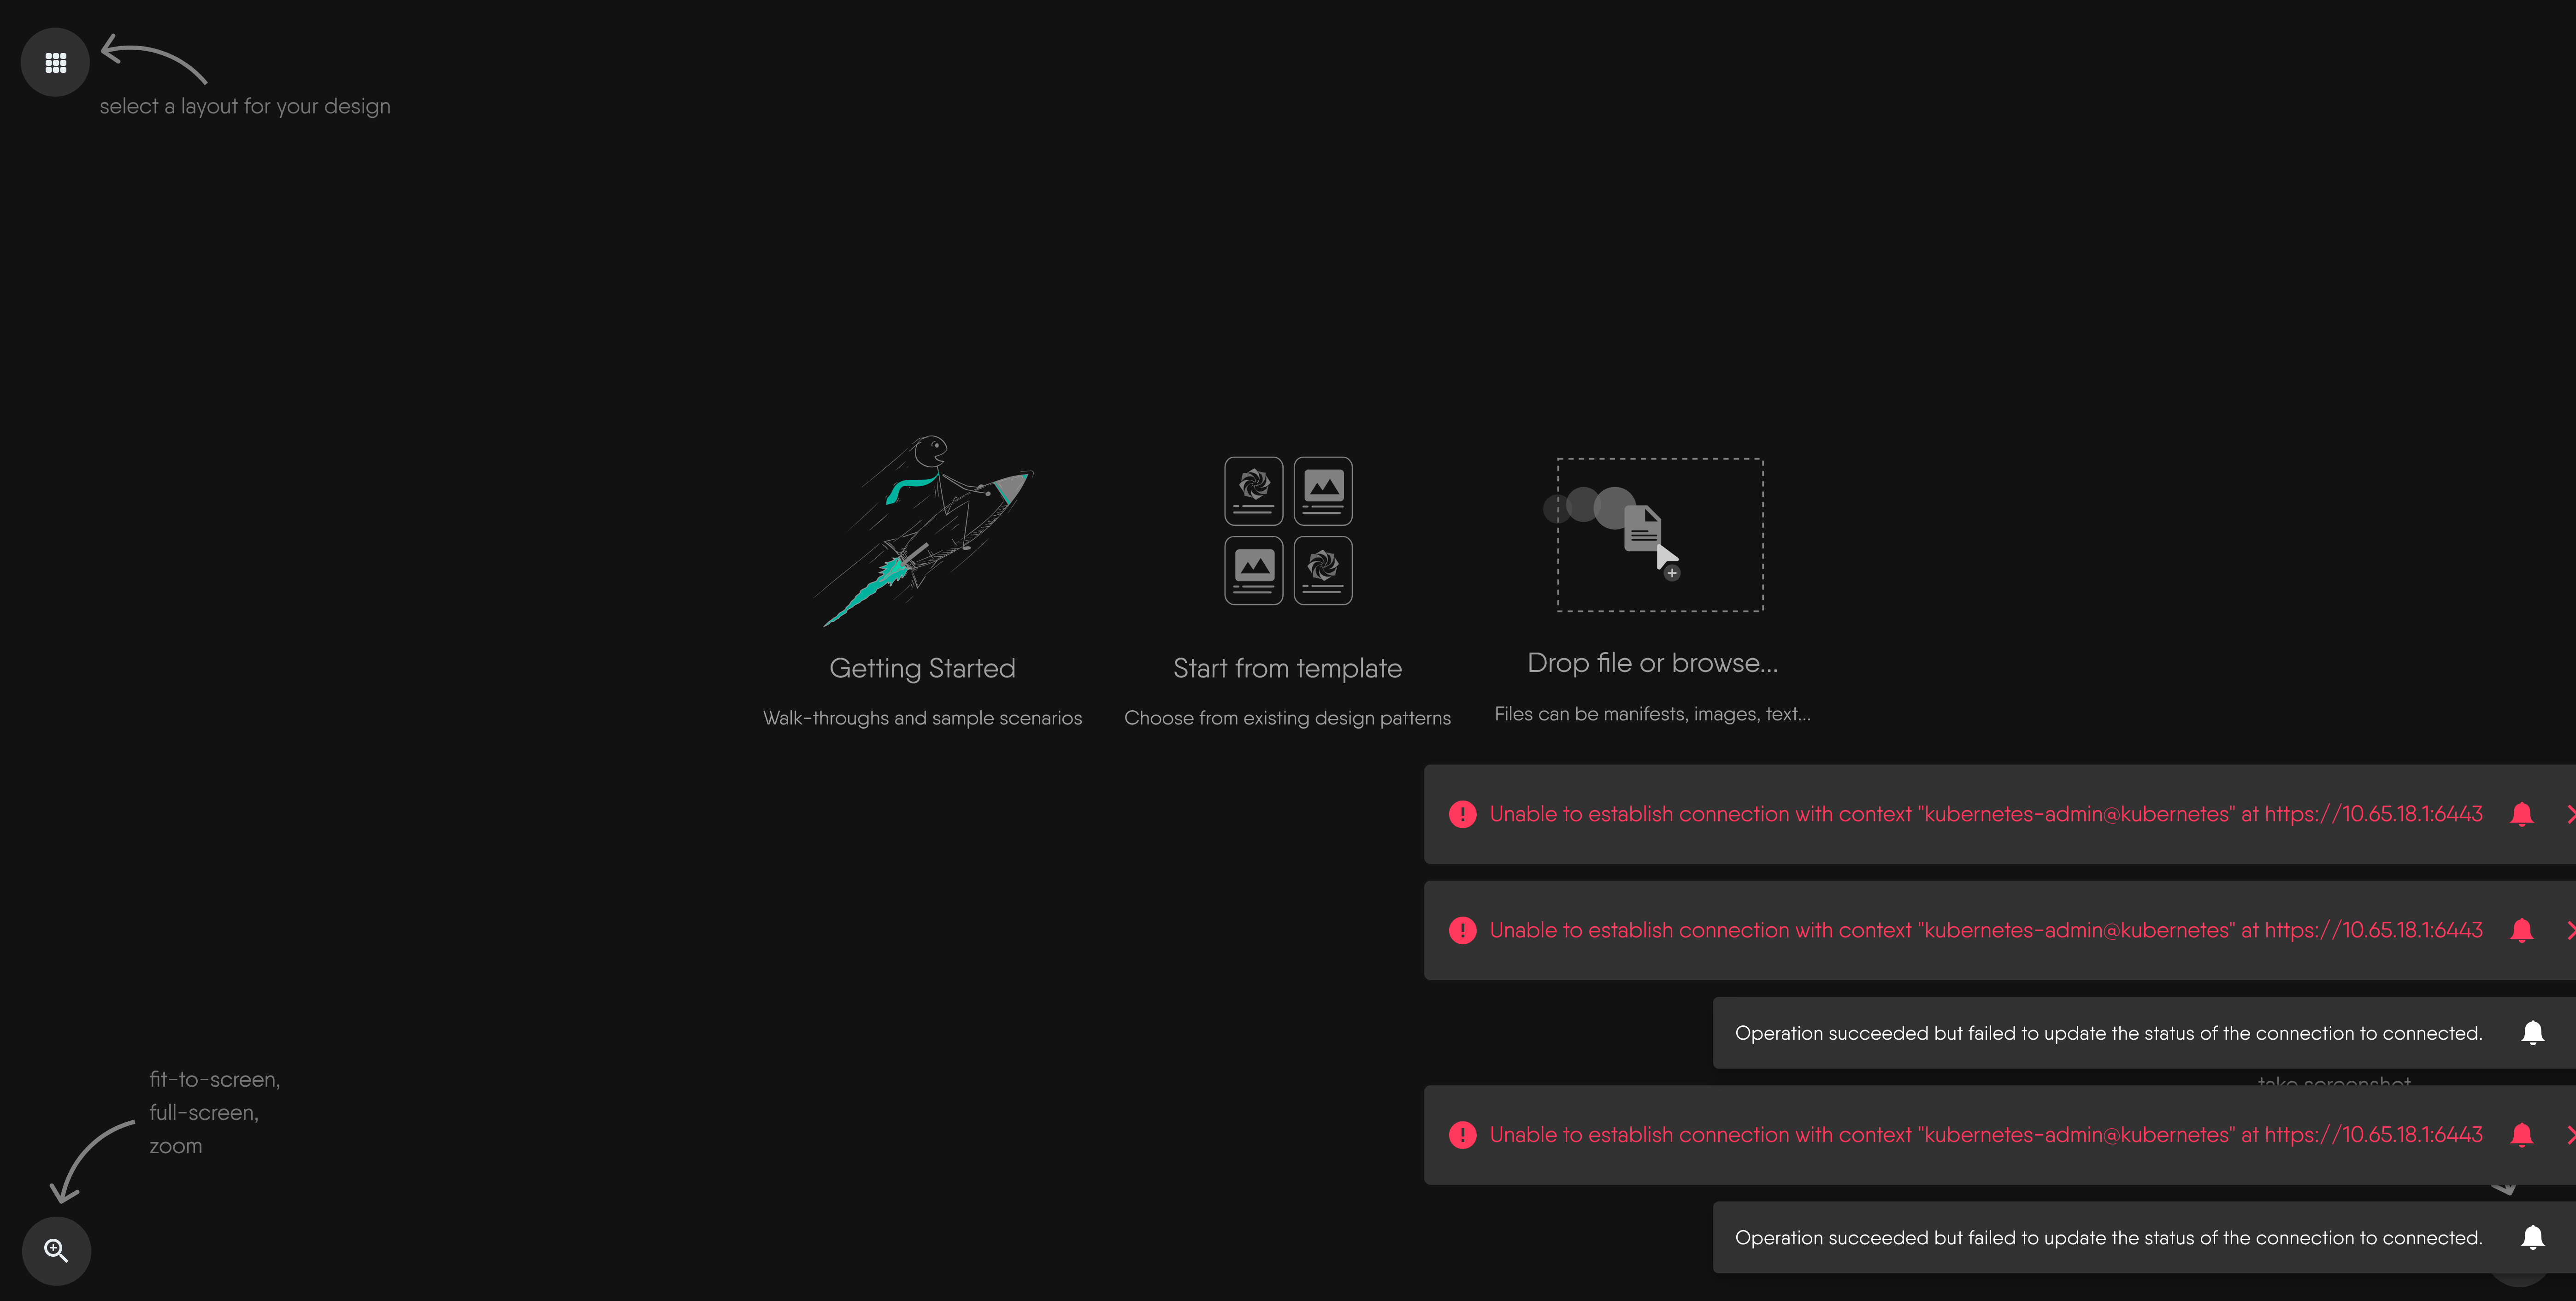 select a layout for your design
Getting Started
Walk-throughs and sample scenarios
Start from template
Choose from existing design patterns
Drop file or browse...
Files can be manifests, images, text...
Unable to establish connection with context "kubernetes-admin@kubernetes" at https://10.65.18.1:6443
Unable to establish connection with context "kubernetes-admin@kubernetes" at https://10.65.18.1:6443
Operation succeeded but failed to update the status of the connection to connected.
take screenshot
Unable to establish connection with context "kubernetes-admin@kubernetes" at https://10.65.18.1:6443
Operation succeeded but failed to update the status of the connection to connected.
fit-to-screen,
full-screen,
zoom